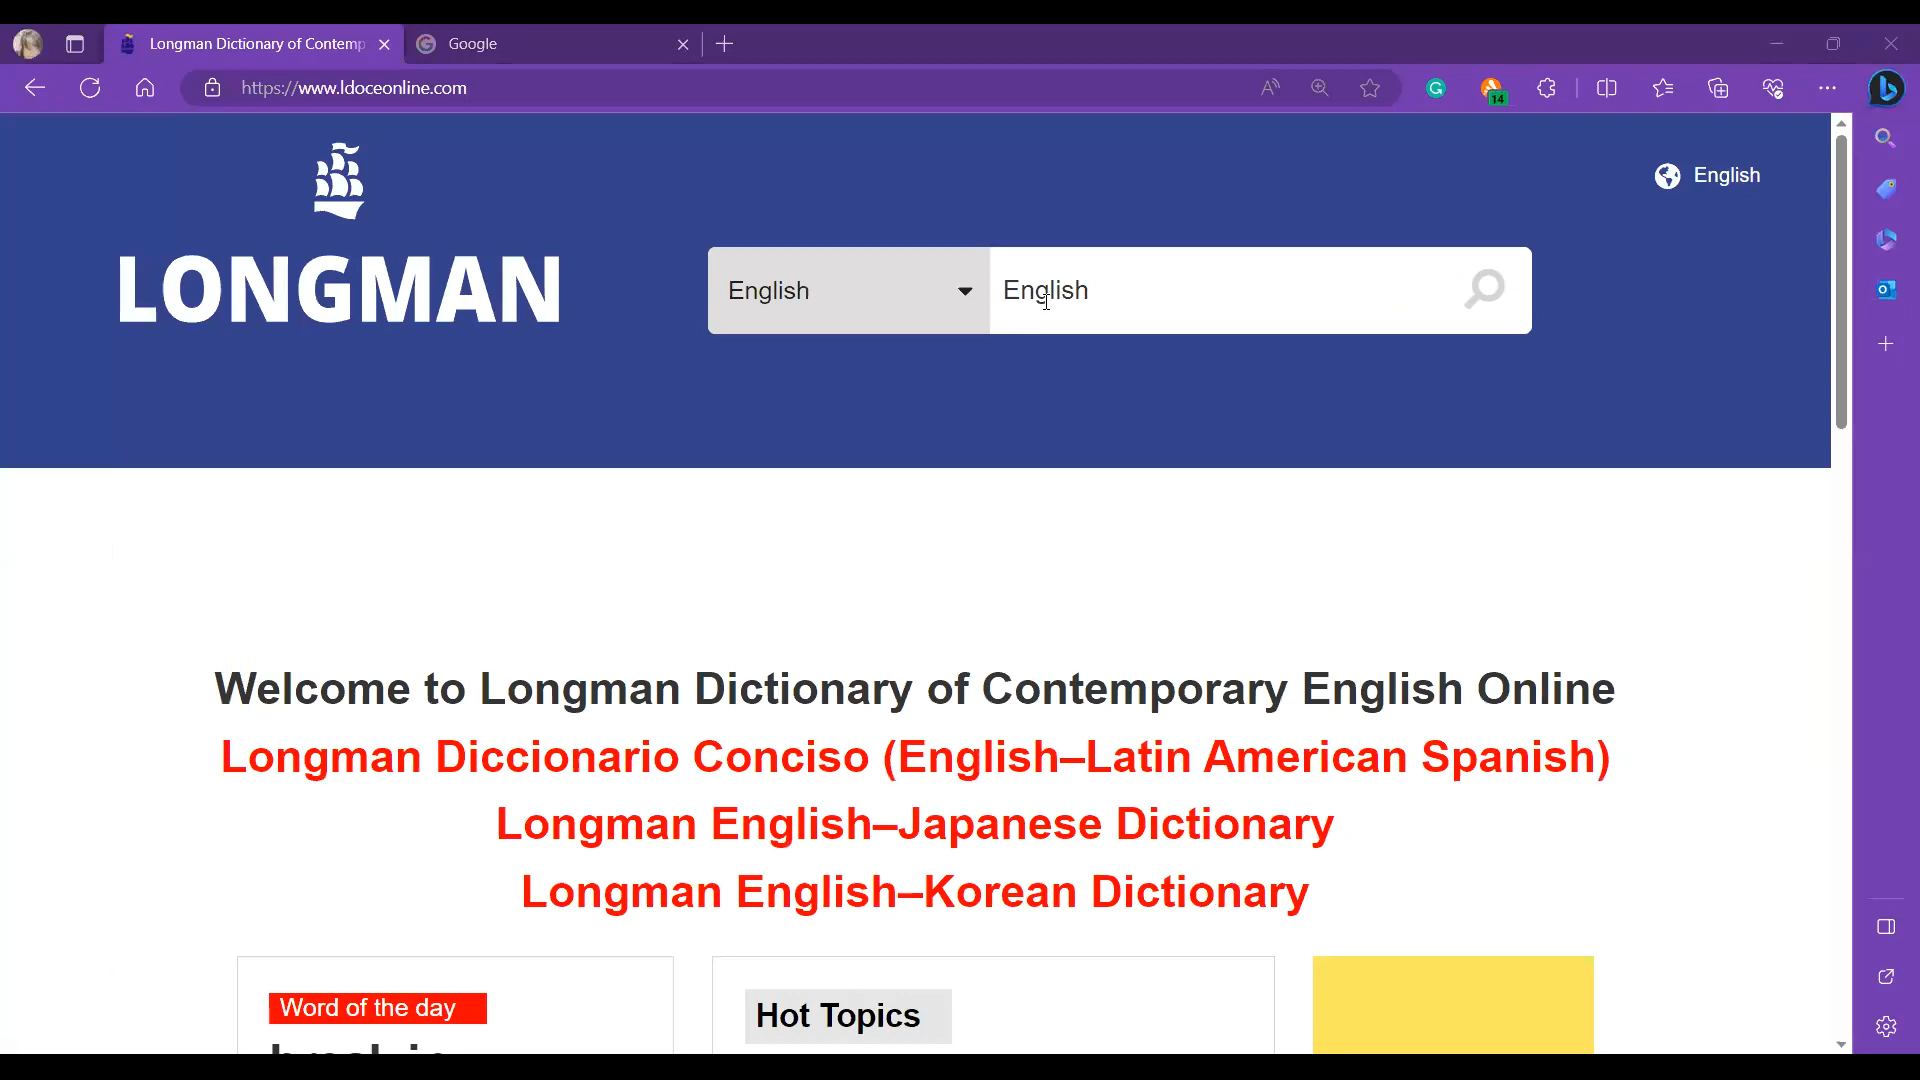 Longman Dictionary of Contemp
Google
https://www.ldoceonline.com
14
English
LONGMAN
English
English
Welcome to Longman Dictionary of Contemporary English Online
Longman Diccionario Conciso (English–Latin American Spanish)
Longman English–Japanese Dictionary
Longman English–Korean Dictionary
Word of the day
Hot Topics